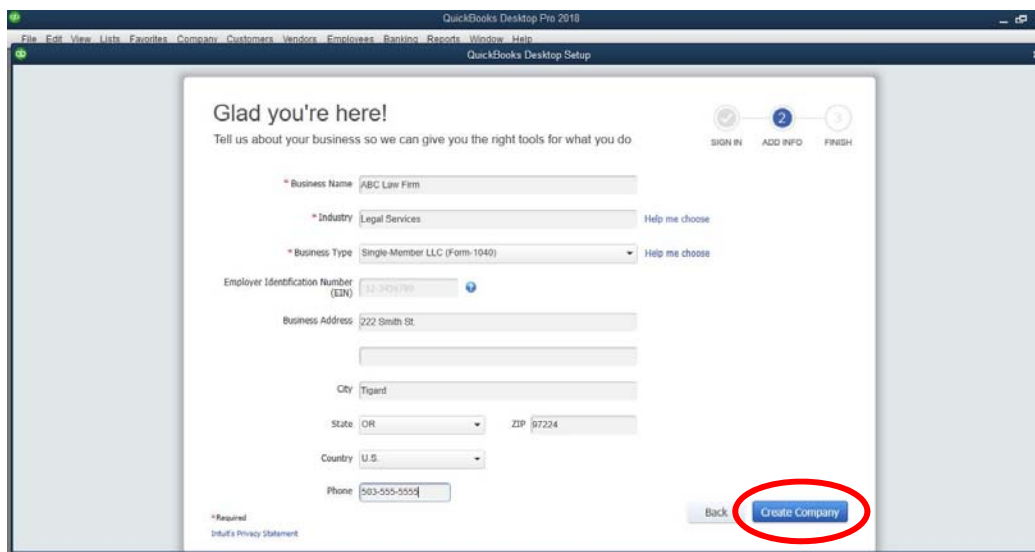 QuickBooks Desktop Pro 2018
File Edit View Lists Favorites Company Customers Vendors Employees Banking Reports Window Help
QuickBooks Desktop Setup
Glad you're here!
Tell us about your business so we can give you the right tools for what you do
2 3
SIGN IN ADD INFO FINISH
* Business Name ABC Law Firm
* Industry Legal Services Help me choose
* Business Type Single-Member LLC (Form-1040) Help me choose
Employer Identification Number
(EIN) 12-3456789 ?
Business Address 222 Smith St.
City Tigard
State OR ZIP 97224
Country U.S.
Phone 503-555-5555
Back Create Company
*Required
Intuit's Privacy Statement